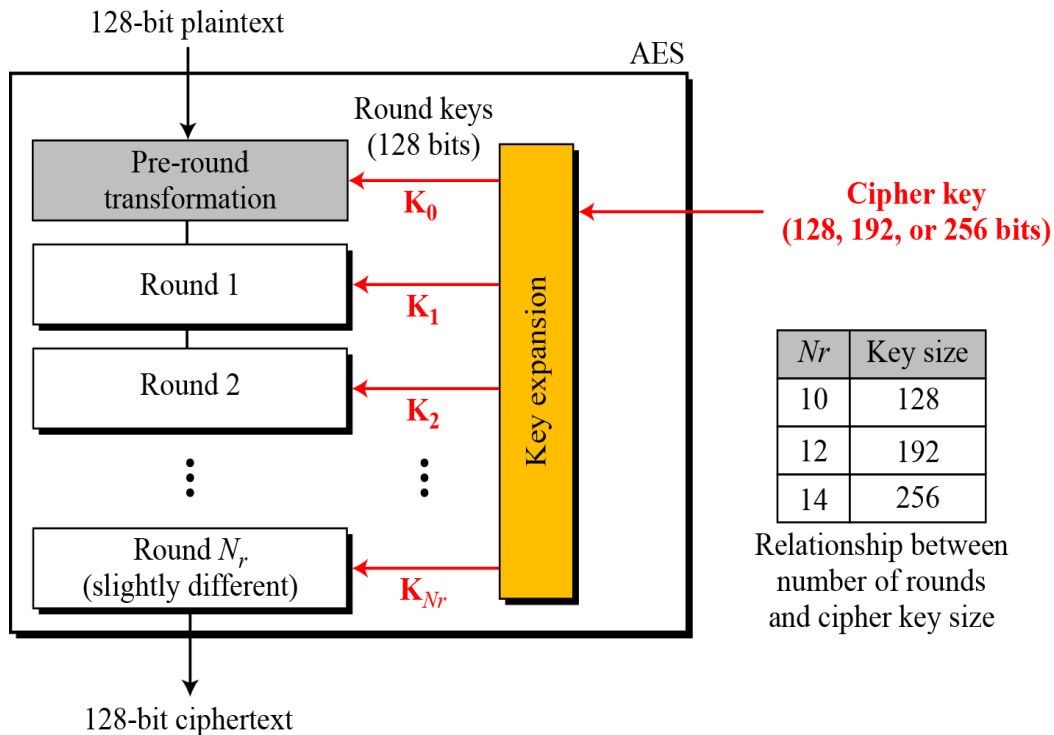 128-bit plaintext
AES
Round keys
(128 bits)
Pre-round
transformation
K0
Cipher key
(128, 192, or 256 bits)
Round 1
K1
Key expansion
Round 2
K2
Nr Key size
10 128
12 192
14 256
Relationship between
number of rounds
and cipher key size
Round Nr
(slightly different)
KNr
128-bit ciphertext